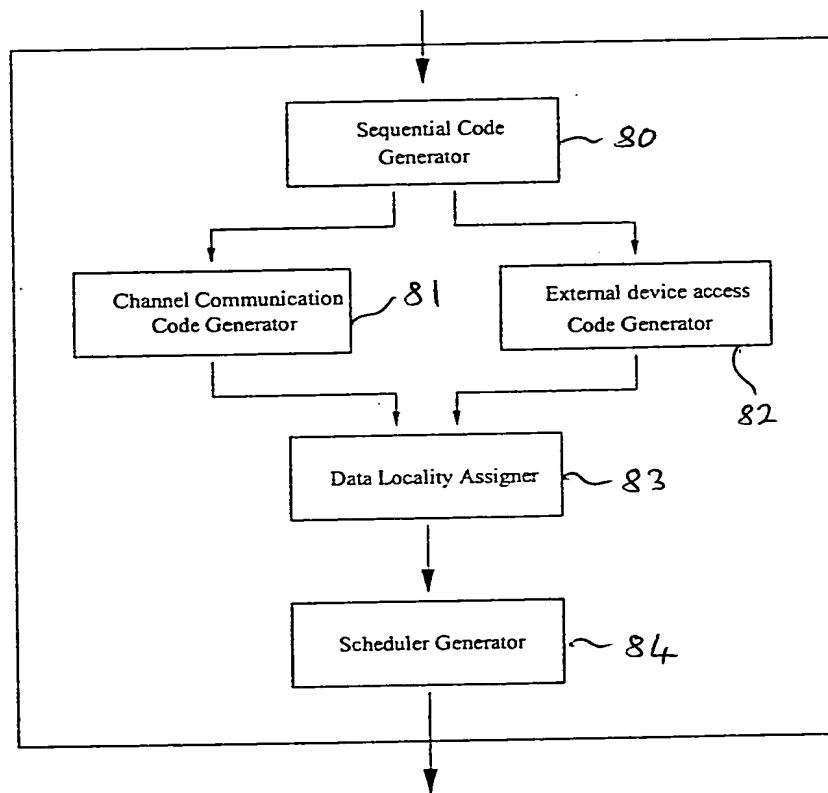 Sequential Code
Generator
80
Channel Communication
Code Generator
81
External device access
Code Generator
82
Data Locality Assigner
83
Scheduler Generator
84